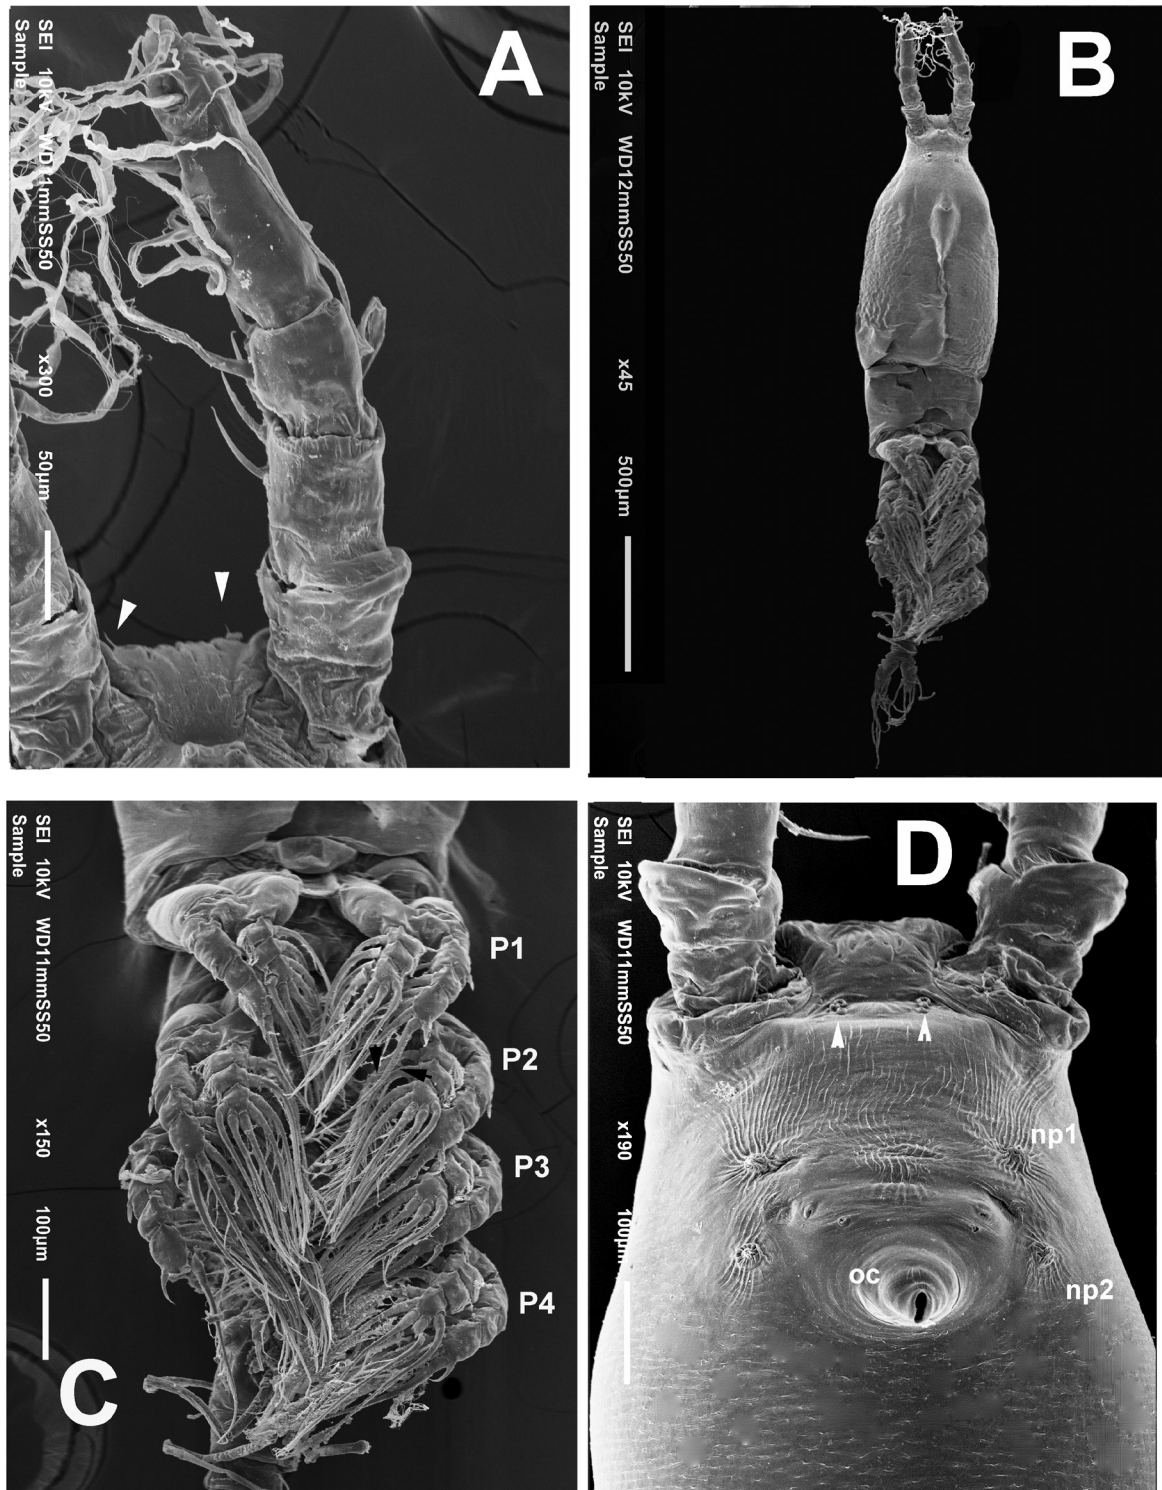 A
SEI 10kV WD11mmSS50 x300 50µm
Sample
B
SEI 10kV WD12mmSS50 x45 500µm
Sample
C
SEI 10kV WD11mmSS50 x150 100µm
Sample
P1
P2
P3
P4
D
SEI 10kV WD11mmSS50 x190 100µm
Sample
np1
oc
np2